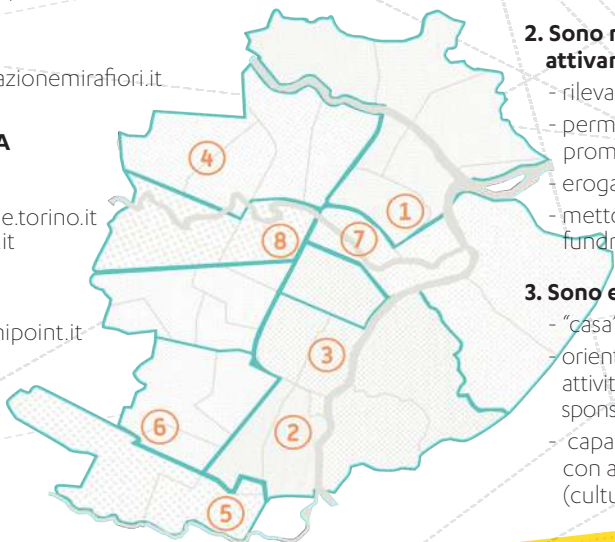 azionemirafiori.it
A
e.torino.it
.it
nipoint.it
4
1
8
7
3
6
2
5
2. Sono
attivar
- rileva
- perm
prom
- eroga
- metto
fundr
3. Sono e
- “casa”
- orient
attivit
spons
- capa
con a
(cultu